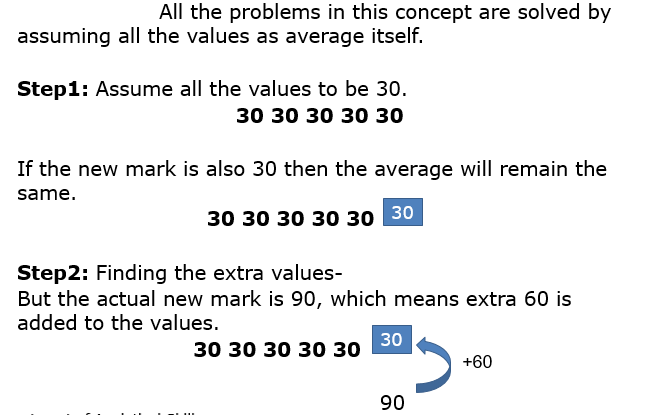 All the problems in this concept are solved by
assuming all the values as average itself.
Step1: Assume all the values to be 30.
30 30 30 30 30
If the new mark is also 30 then the average will remain the
same.
30 30 30 30 30 30
Step2: Finding the extra values-
But the actual new mark is 90, which means extra 60 is
added to the values.
30 30 30 30 30 30
+60
90